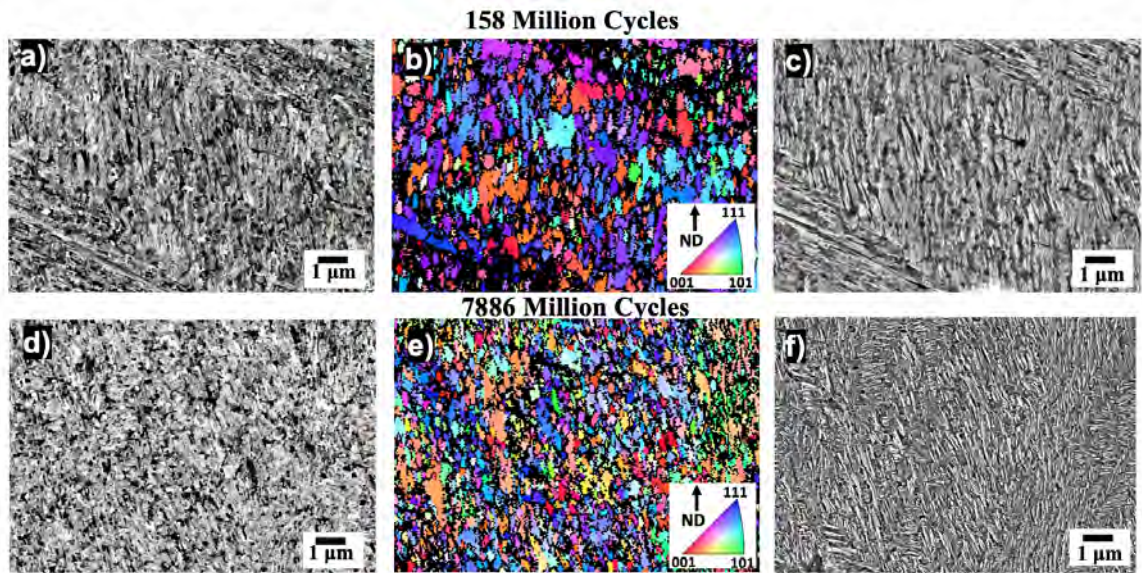 158 Million Cycles
a)
b)
c)
111
ND
001
101
1 µm
1 µm
7886 Million Cycles
d)
e)
f)
111
ND
001
101
1 µm
1 µm